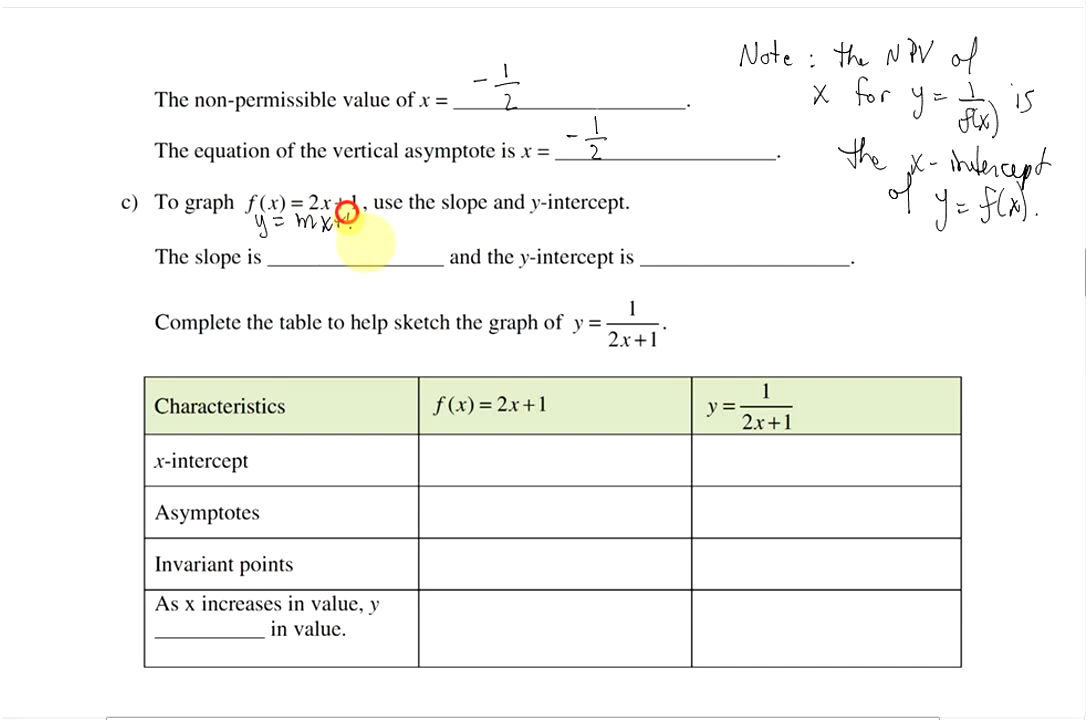 Note : the NPV of
x for y = 1/f(x) is
the x-intercept
of y = f(x).
The non-permissible value of x = -1/2.
The equation of the vertical asymptote is x = -1/2.
c) To graph f(x) = 2x+1, use the slope and y-intercept.
y = mx+
The slope is ________________ and the y-intercept is ___________________.
Complete the table to help sketch the graph of y = 1/(2x+1).
Characteristics f(x) = 2x+1 y = 1/(2x+1)
x-intercept
Asymptotes
Invariant points
As x increases in value, y
__________ in value.